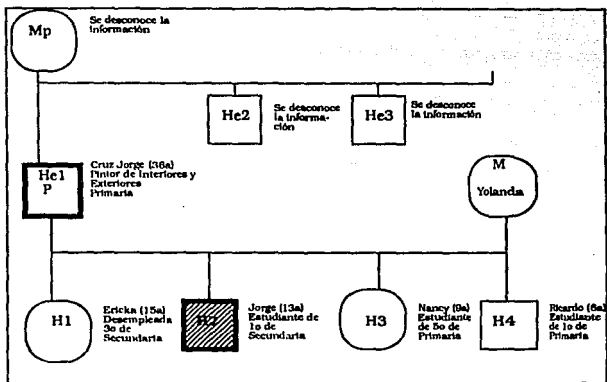 Mp
Se desconoce la
información
He2
Se desconoce
la informa-
ción
He3
Se desconoce
la información
He1
P
Cruz Jorge (36a)
Pintor de Interiores y
Exteriores
Primaria
M
Yolanda
H1
Ericka (15a)
Desempleada
3o de
Secundaria
H2
Jorge (13a)
Estudiante de
1o de
Secundaria
H3
Nancy (9a)
Estudiante
de 5o de
Primaria
H4
Ricardo (6a)
Estudiante
de 1o de
Primaria